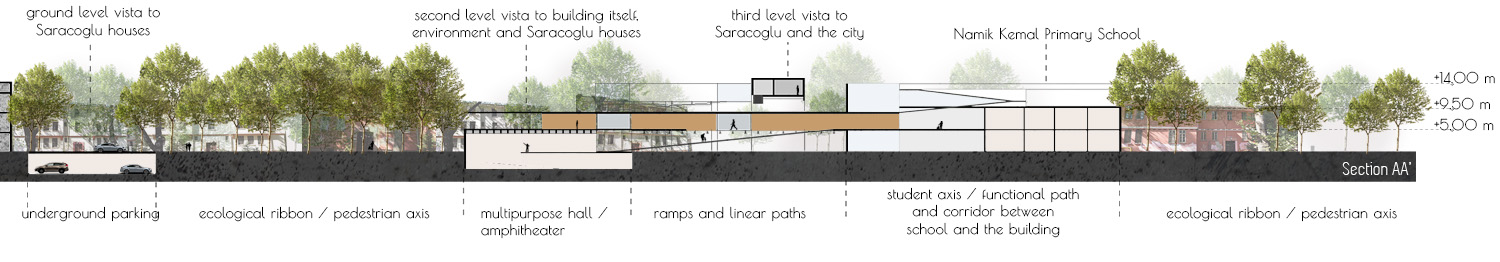 ground level vista to
Saracoglu houses
second level vista to building itself,
environment and Saracoglu houses
third level vista to
Saracoglu and the city
Namik Kemal Primary School
+14,00 m
+9,50 m
+5,00 m
Section AA'
underground parking
ecological ribbon / pedestrian axis
multipurpose hall /
amphitheater
ramps and linear paths
student axis / functional path
and corridor between
school and the building
ecological ribbon / pedestrian axis